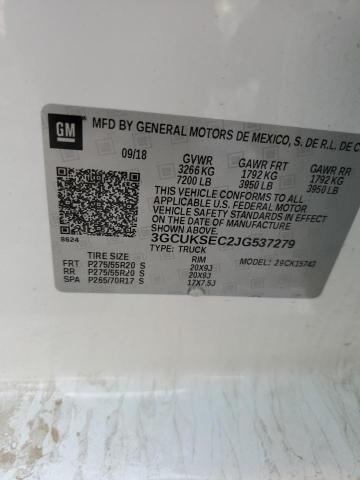 GM MFD BY GENERAL MOTORS DE MEXICO, S. DE R.L. DE C
09/18 GVWR GAWR FRT GAWR RR
3266 KG 1792 KG 1792 KG
7200 LB 3950 LB 3950 LB
THIS VEHICLE CONFORMS TO ALL
APPLICABLE U.S. FEDERAL MOTOR
VEHICLE SAFETY STANDARDS IN EFFECT
ON THE DATE OF MANUFACTURE
SHOWN ABOVE.
8624 3GCUKSEC2JG537279
TYPE: TRUCK
TIRE SIZE RIM MODEL:
FRT P275/55R20 S 20X9J
RR P275/55R20 S 20X9J
SPA P265/70R17 S 17X7.5J